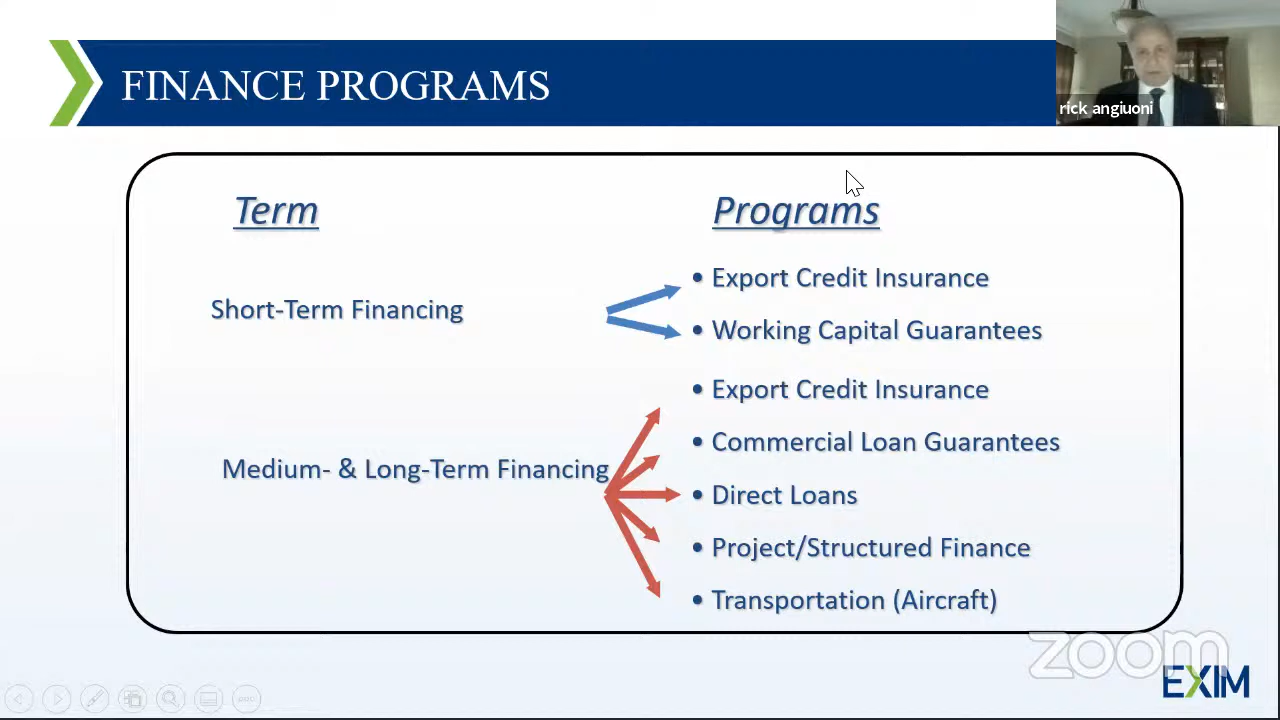 FINANCE PROGRAMS
rick angiuoni
Term
Programs
Short-Term Financing
• Export Credit Insurance
• Working Capital Guarantees
Medium- & Long-Term Financing
• Export Credit Insurance
• Commercial Loan Guarantees
• Direct Loans
• Project/Structured Finance
• Transportation (Aircraft)
zoom
EXIM